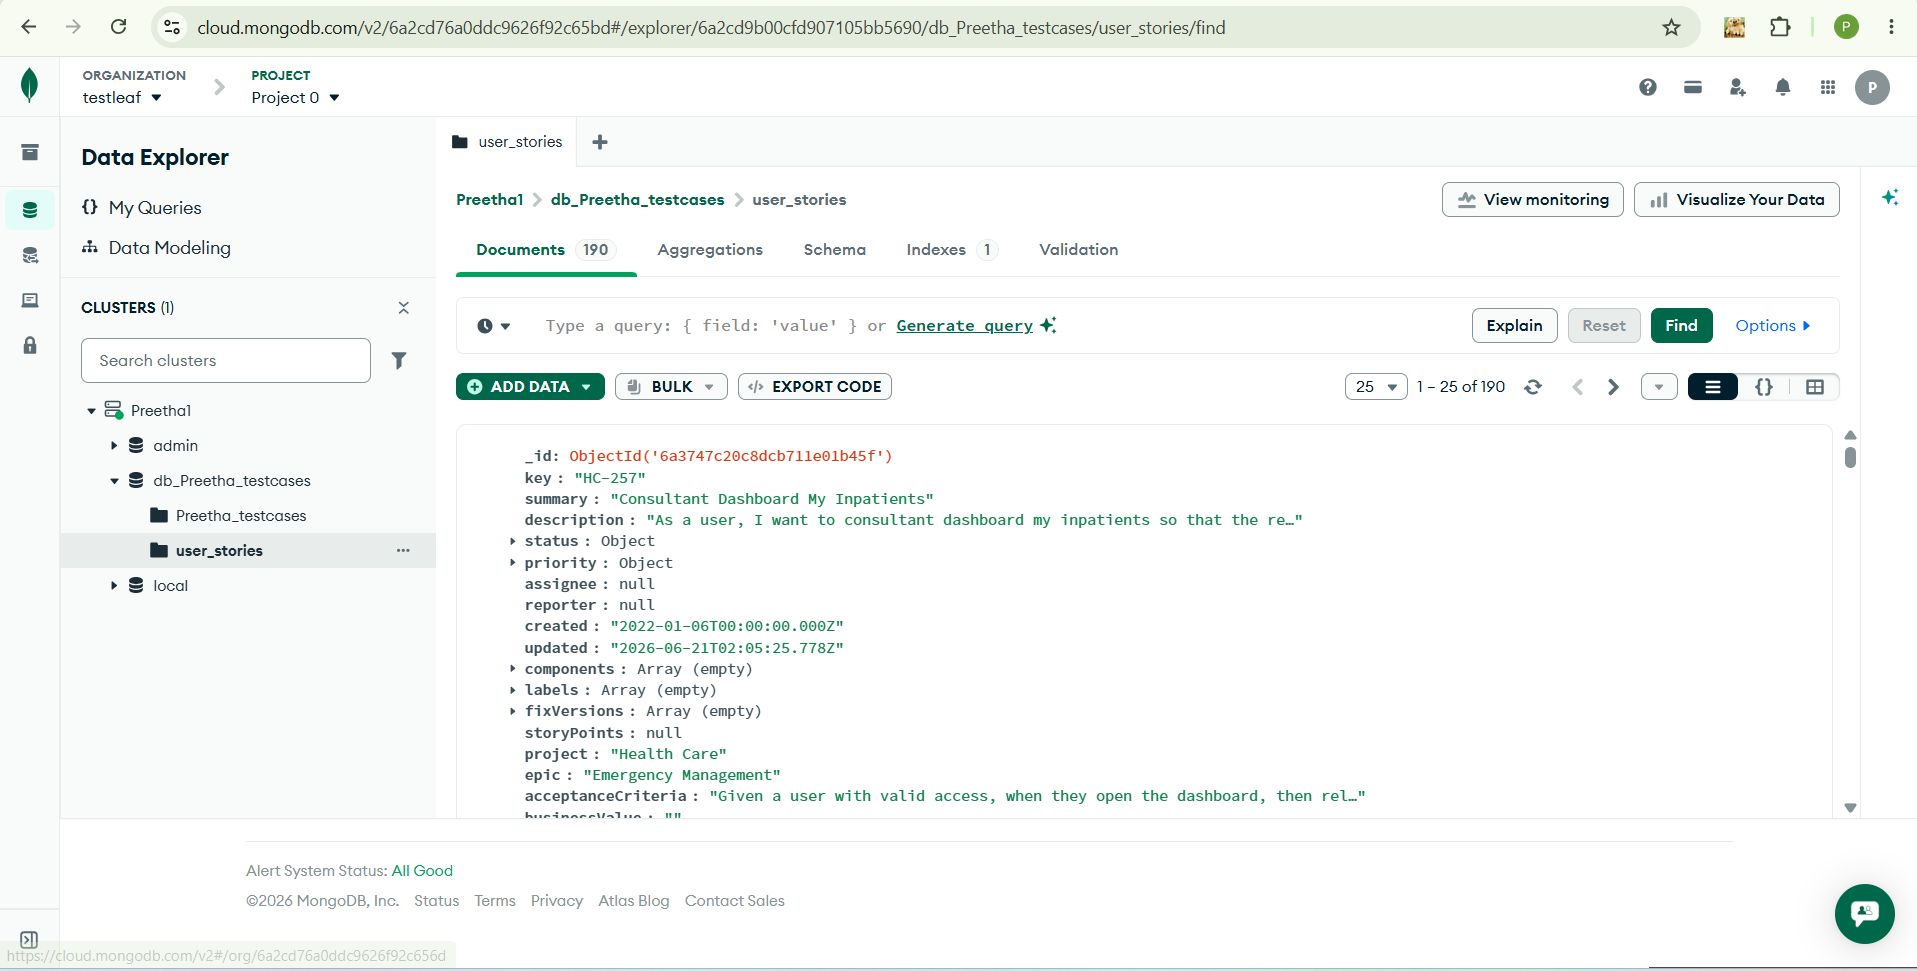 cloud.mongodb.com/v2/6a2cd76a0ddc9626f92c65bd#/explorer/6a2cd9b00cfd907105bb5690/db_Preetha_testcases/user_stories/find
P
ORGANIZATION
testleaf
PROJECT
Project 0
P
Data Explorer
My Queries
Data Modeling
CLUSTERS (1)
Search clusters
Preetha1
admin
db_Preetha_testcases
Preetha_testcases
user_stories
local
user_stories
Preetha1 > db_Preetha_testcases > user_stories
View monitoring
Visualize Your Data
Documents 190
Aggregations
Schema
Indexes 1
Validation
Type a query: { field: 'value' } or Generate query
Explain
Reset
Find
Options
ADD DATA
BULK
EXPORT CODE
25
1 – 25 of 190
_id: ObjectId('6a3747c20c8dcb711e01b45f')
key : "HC-257"
summary : "Consultant Dashboard My Inpatients"
description : "As a user, I want to consultant dashboard my inpatients so that the re…"
status : Object
priority : Object
assignee : null
reporter : null
created : "2022-01-06T00:00:00.000Z"
updated : "2026-06-21T02:05:25.778Z"
components : Array (empty)
labels : Array (empty)
fixVersions : Array (empty)
storyPoints : null
project : "Health Care"
epic : "Emergency Management"
acceptanceCriteria : "Given a user with valid access, when they open the dashboard, then rel…"
businessValue : ""
Alert System Status: All Good
©2026 MongoDB, Inc. Status Terms Privacy Atlas Blog Contact Sales
https://cloud.mongodb.com/v2#/org/6a2cd76a0ddc9626f92c656d